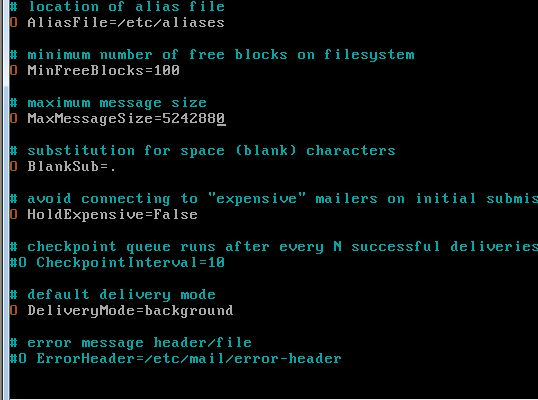 # location of alias file
O AliasFile=/etc/aliases
# minimum number of free blocks on filesystem
O MinFreeBlocks=100
# maximum message size
O MaxMessageSize=5242880
# substitution for space (blank) characters
O BlankSub=.
# avoid connecting to "expensive" mailers on initial submis
O HoldExpensive=False
# checkpoint queue runs after every N successful deliveries
#O CheckpointInterval=10
# default delivery mode
O DeliveryMode=background
# error message header/file
#O ErrorHeader=/etc/mail/error-header